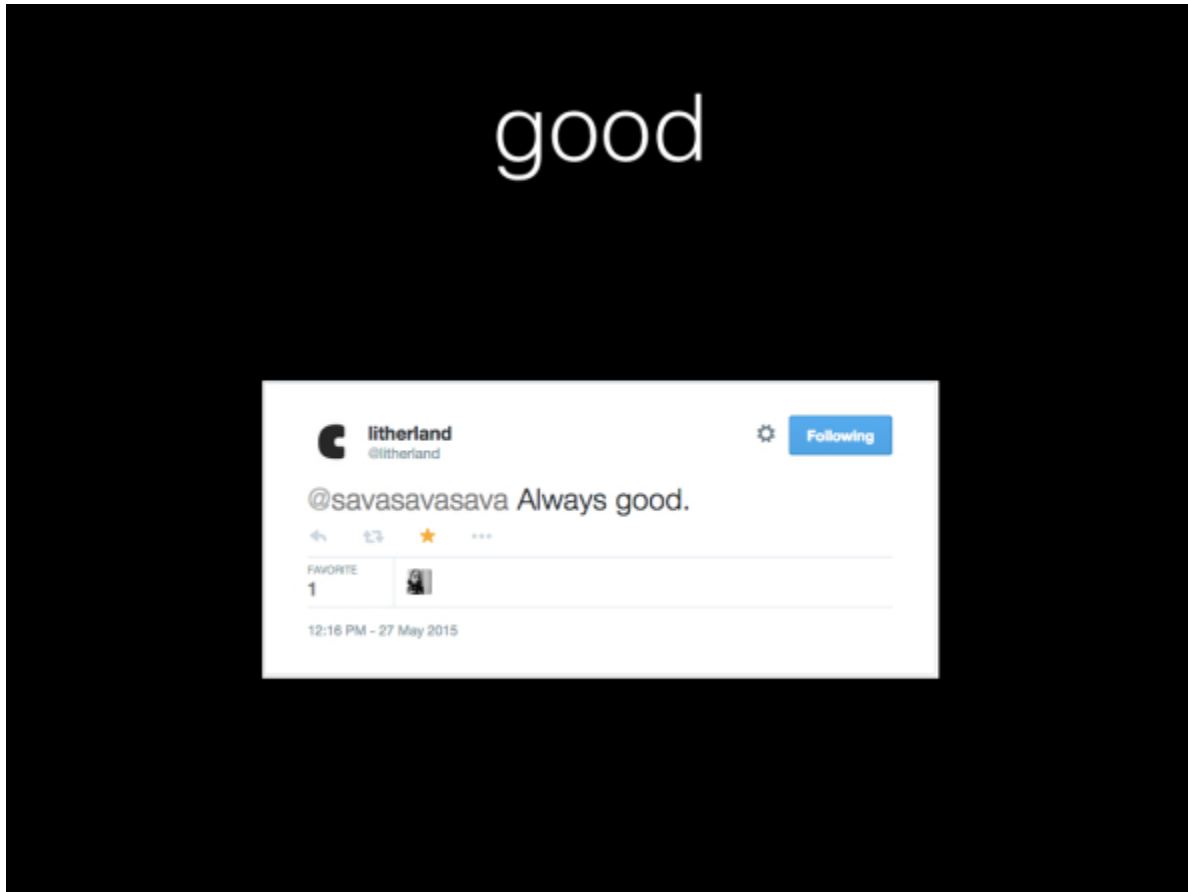 good
litherland
@litherland
Following
@savasavasava Always good.
FAVORITE
1
12:16 PM - 27 May 2015